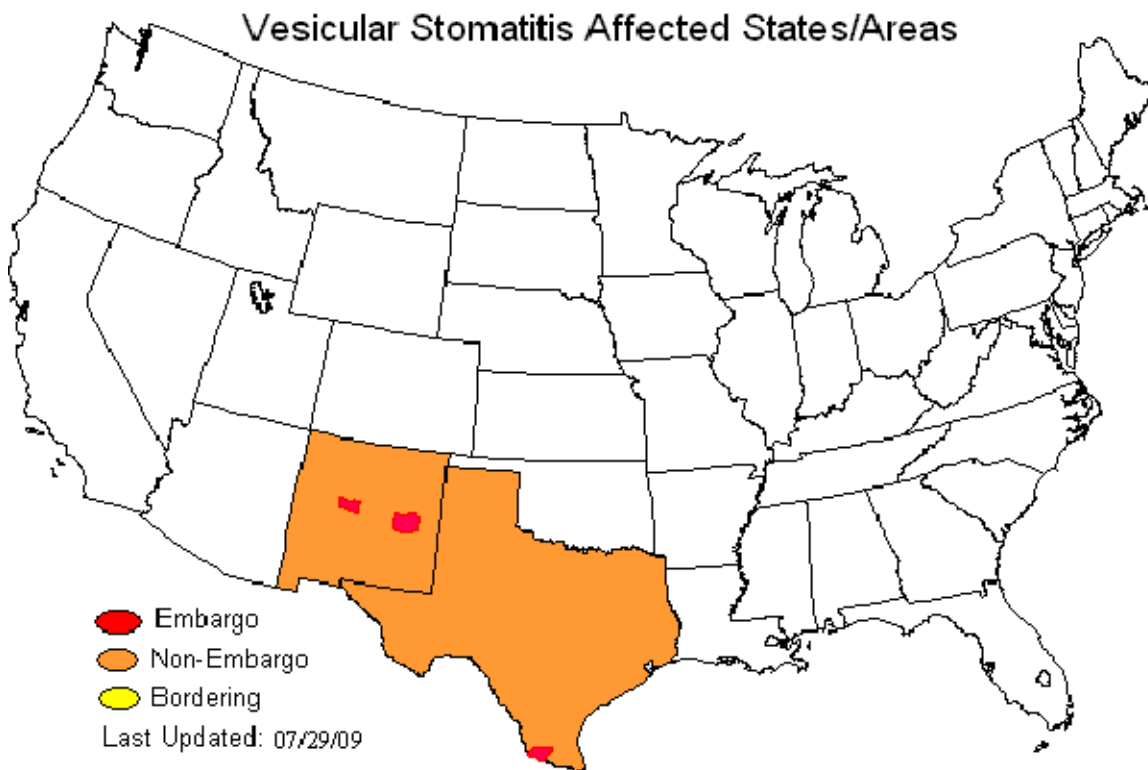 Vesicular Stomatitis Affected States/Areas
Embargo
Non-Embargo
Bordering
Last Updated: 07/29/09